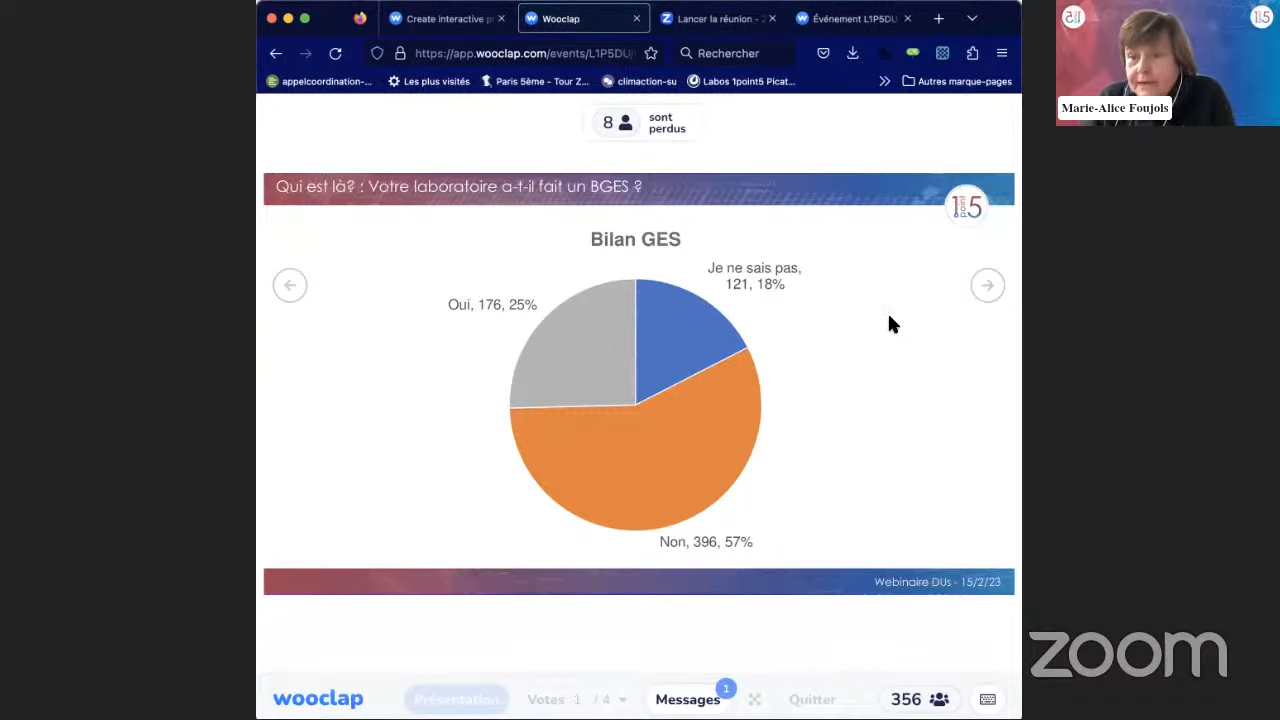 Create interactive pr
Wooclap
Lancer la réunion - Z
Événement L1P5DU
https://app.wooclap.com/events/L1P5DU/
Rechercher
appelcoordination-...
Les plus visités
Paris 5ème - Tour Z...
climaction-su
Labos 1point5 Picat...
Autres marque-pages
8 sont perdus
Qui est là? : Votre laboratoire a-t-il fait un BGES ?
1point5
Bilan GES
Je ne sais pas,
121, 18%
Oui, 176, 25%
Non, 396, 57%
Webinaire DUs - 15/2/23
wooclap
Présentation
Votes 1 / 4
Messages
1
Quitter
356
Marie-Alice Foujols
zoom